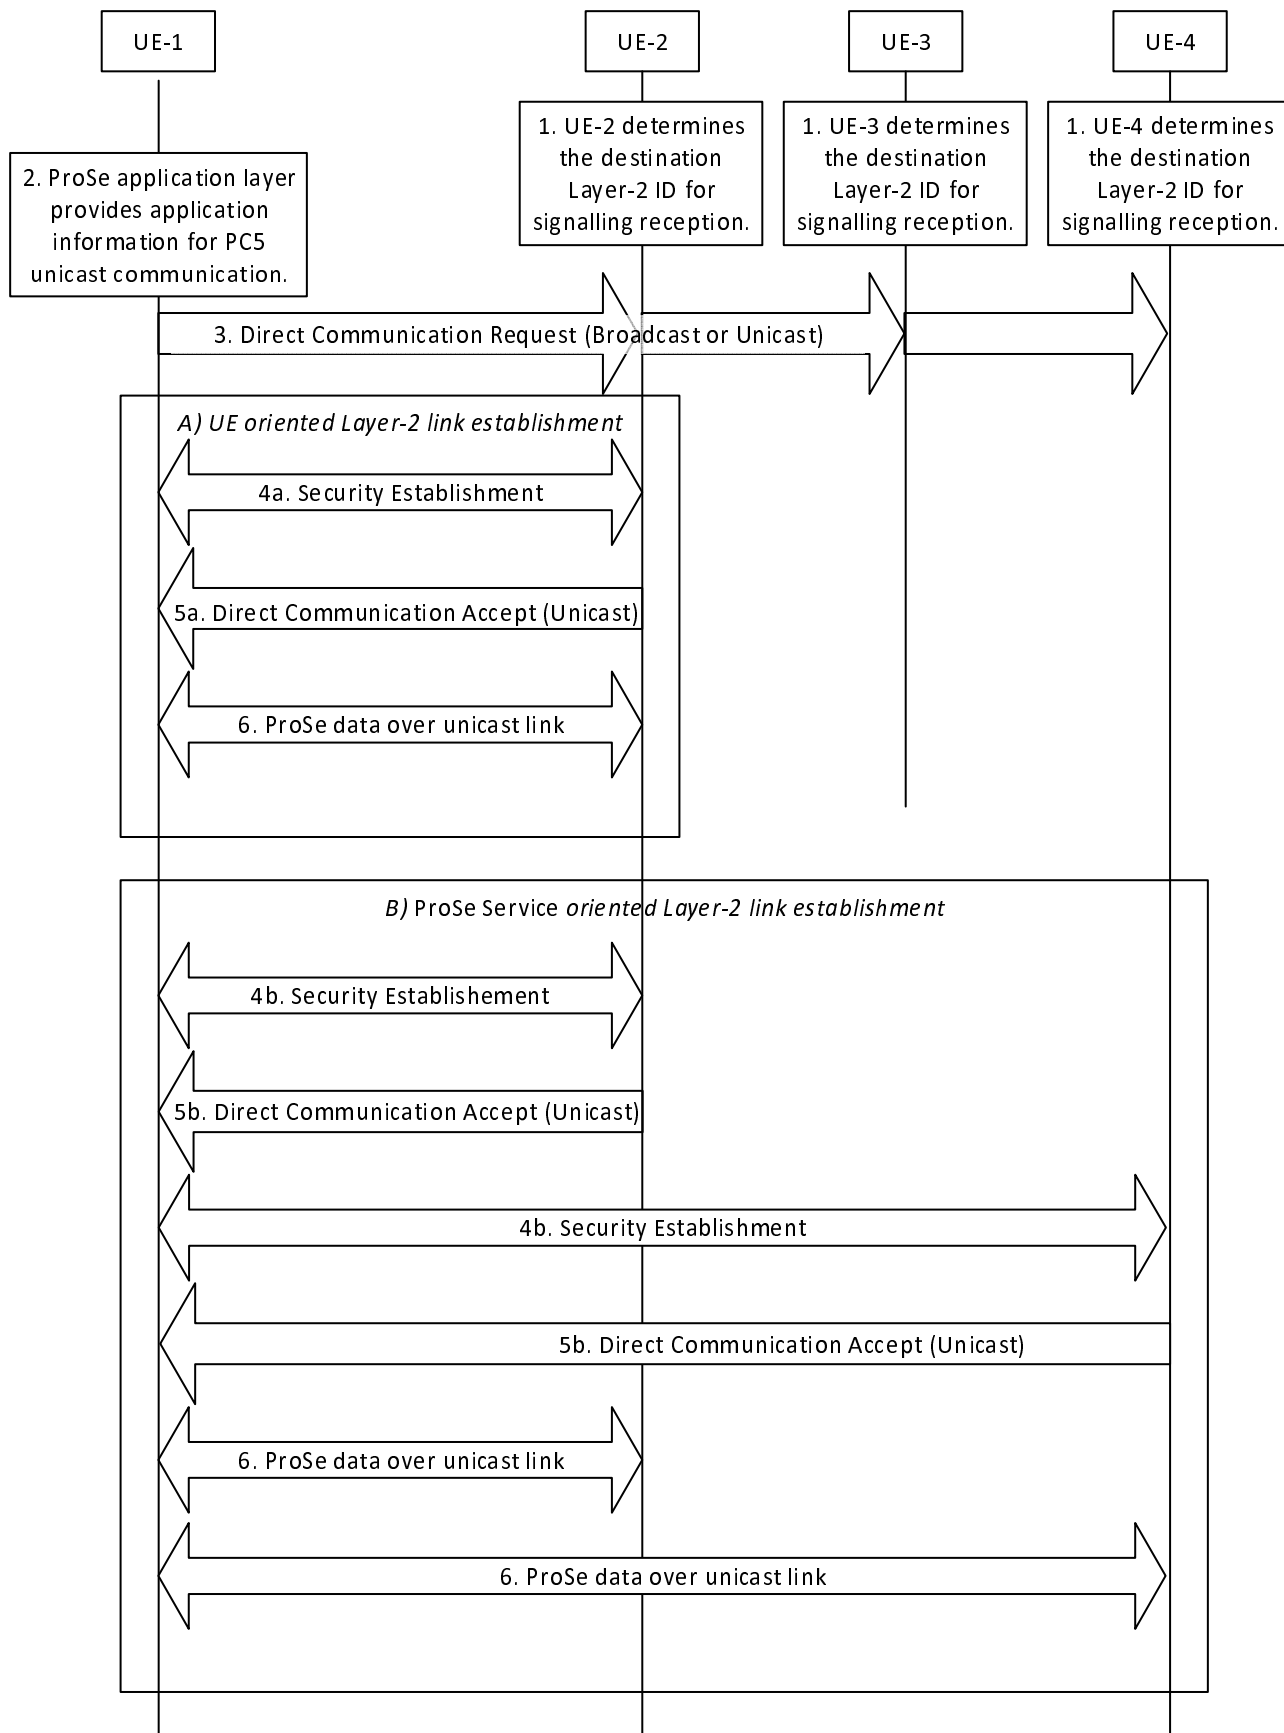 UE-1
UE-2
UE-3
UE-4
1. UE-2 determines
the destination
Layer-2 ID for
signalling reception.
1. UE-3 determines
the destination
Layer-2 ID for
signalling reception.
1. UE-4 determines
the destination
Layer-2 ID for
signalling reception.
2. ProSe application layer
provides application
information for PC5
unicast communication.
3. Direct Communication Request (Broadcast or Unicast)
A) UE oriented Layer-2 link establishment
4a. Security Establishment
5a. Direct Communication Accept (Unicast)
6. ProSe data over unicast link
B) ProSe Service oriented Layer-2 link establishment
4b. Security Establishement
5b. Direct Communication Accept (Unicast)
4b. Security Establishment
5b. Direct Communication Accept (Unicast)
6. ProSe data over unicast link
6. ProSe data over unicast link